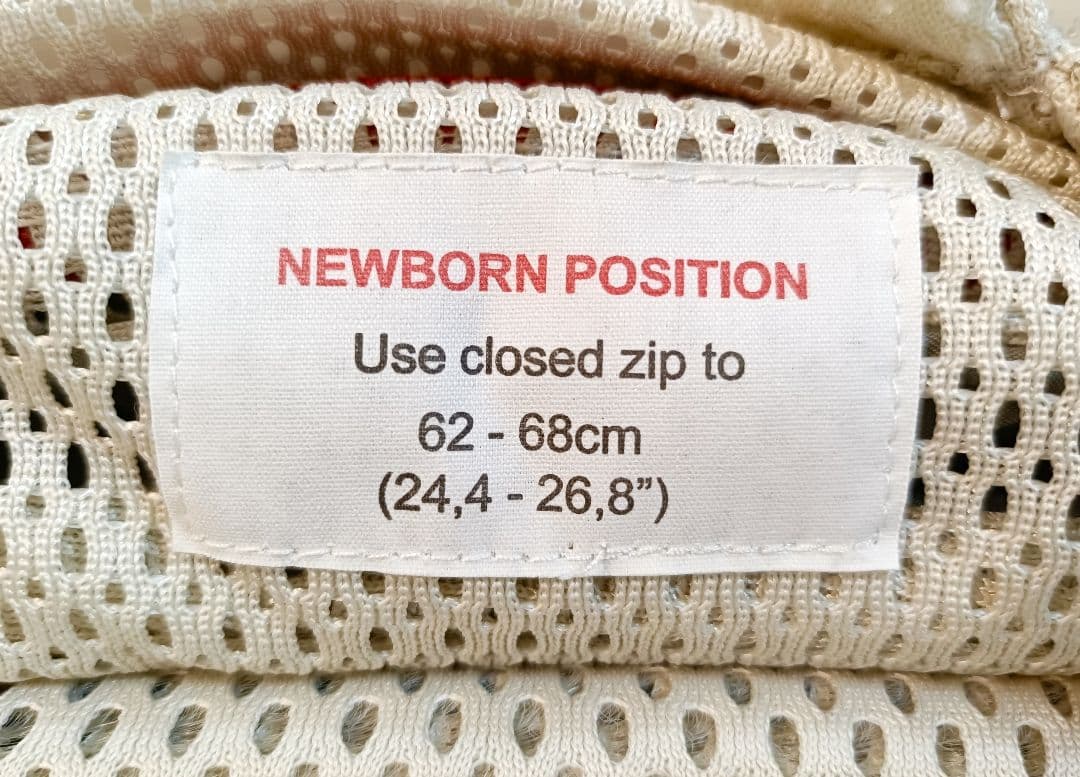 NEWBORN POSITION
Use closed zip to
62 - 68cm
(24,4 - 26,8”)